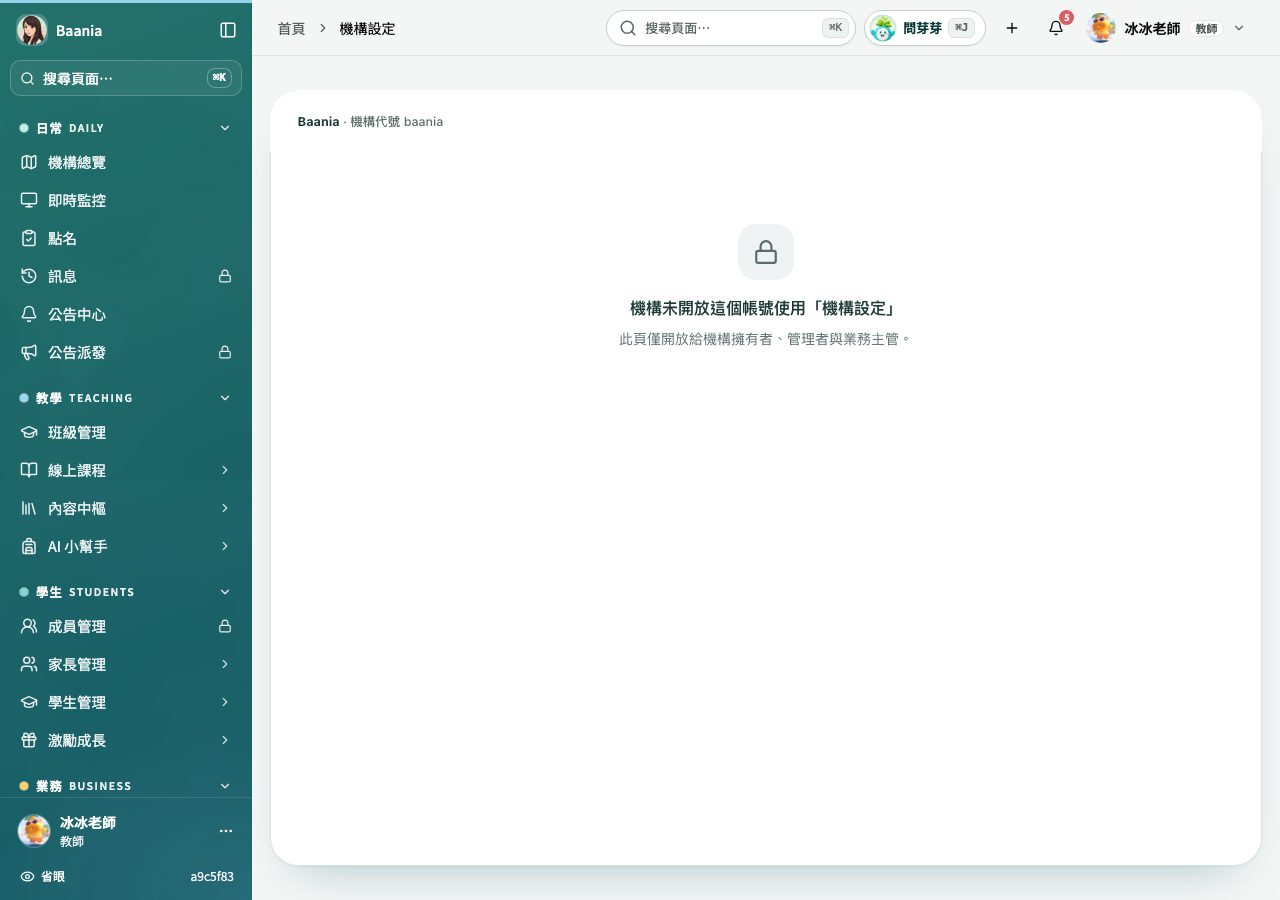 Baania
搜尋頁面… ⌘K
日常 DAILY
機構總覽
即時監控
點名
訊息
公告中心
公告派發
教學 TEACHING
班級管理
線上課程
內容中樞
AI 小幫手
學生 STUDENTS
成員管理
家長管理
學生管理
激勵成長
業務 BUSINESS
冰冰老師
教師
省眼 a9c5f83
首頁 > 機構設定 搜尋頁面… ⌘K 問芽芽 ⌘J 5 冰冰老師 教師
Baania · 機構代號 baania
機構未開放這個帳號使用「機構設定」
此頁僅開放給機構擁有者、管理者與業務主管。